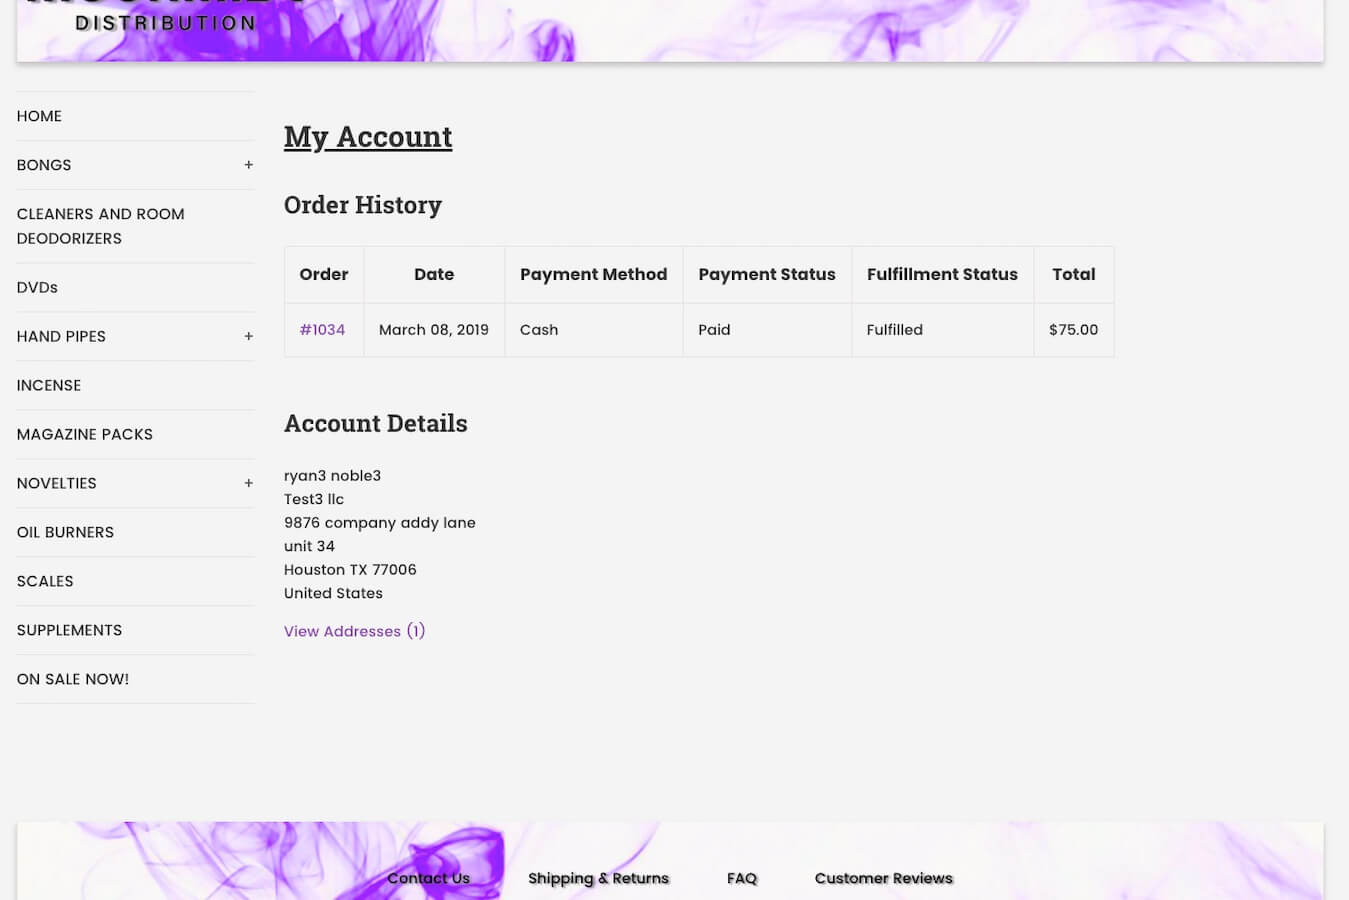 DISTRIBUTION
HOME
BONGS +
CLEANERS AND ROOM
DEODORIZERS
DVDs
HAND PIPES +
INCENSE
MAGAZINE PACKS
NOVELTIES +
OIL BURNERS
SCALES
SUPPLEMENTS
ON SALE NOW!
My Account
Order History
Order Date Payment Method Payment Status Fulfillment Status Total
#1034 March 08, 2019 Cash Paid Fulfilled $75.00
Account Details
ryan3 noble3
Test3 llc
9876 company addy lane
unit 34
Houston TX 77006
United States
View Addresses (1)
Contact Us Shipping & Returns FAQ Customer Reviews